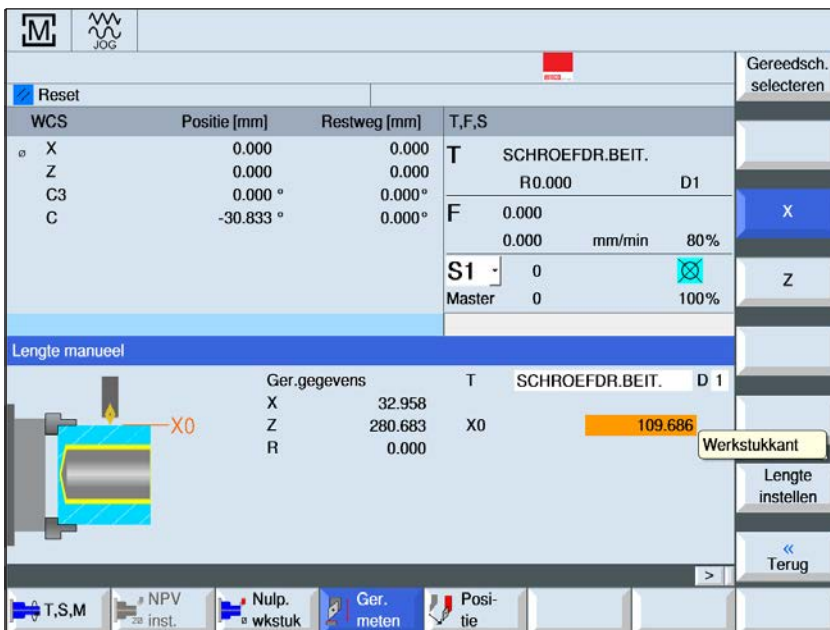 M
JOG
Gereedsch.
selecteren
Reset
WCS Positie [mm] Restweg [mm] T,F,S
ø X 0.000 0.000
Z 0.000 0.000
C3 0.000 ° 0.000°
C -30.833 ° 0.000°
T SCHROEFDR.BEIT.
R0.000 D1
F 0.000
0.000 mm/min 80%
S1 0
Master 0 100%
X
Z
Lengte manueel
Ger.gegevens T SCHROEFDR.BEIT. D 1
X 32.958
Z 280.683 X0 109.686
R 0.000
X0
Werkstukkant
Lengte
instellen
«
Terug
>
T,S,M
NPV
inst.
Nulp.
wkstuk
Ger.
meten
Posi-
tie